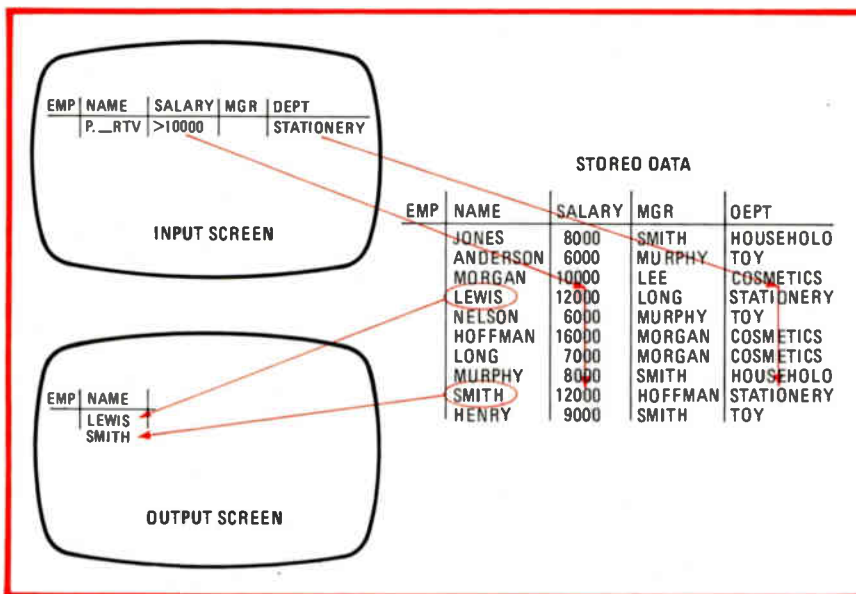 EMP NAME SALARY MGR DEPT
P.__RTV >10000 STATIONERY
INPUT SCREEN
STORED DATA
EMP NAME SALARY MGR OEPT
JONES 8000 SMITH HOUSEHOLO
ANDERSON 6000 MURPHY TOY
MORGAN 10000 LEE COSMETICS
LEWIS 12000 LONG STATIONERY
NELSON 6000 MURPHY TOY
HOFFMAN 16000 MORGAN COSMETICS
LONG 7000 MORGAN COSMETICS
MURPHY 8000 SMITH HOUSEHOLO
SMITH 12000 HOFFMAN STATIONERY
HENRY 9000 SMITH TOY
EMP NAME
LEWIS
SMITH
OUTPUT SCREEN